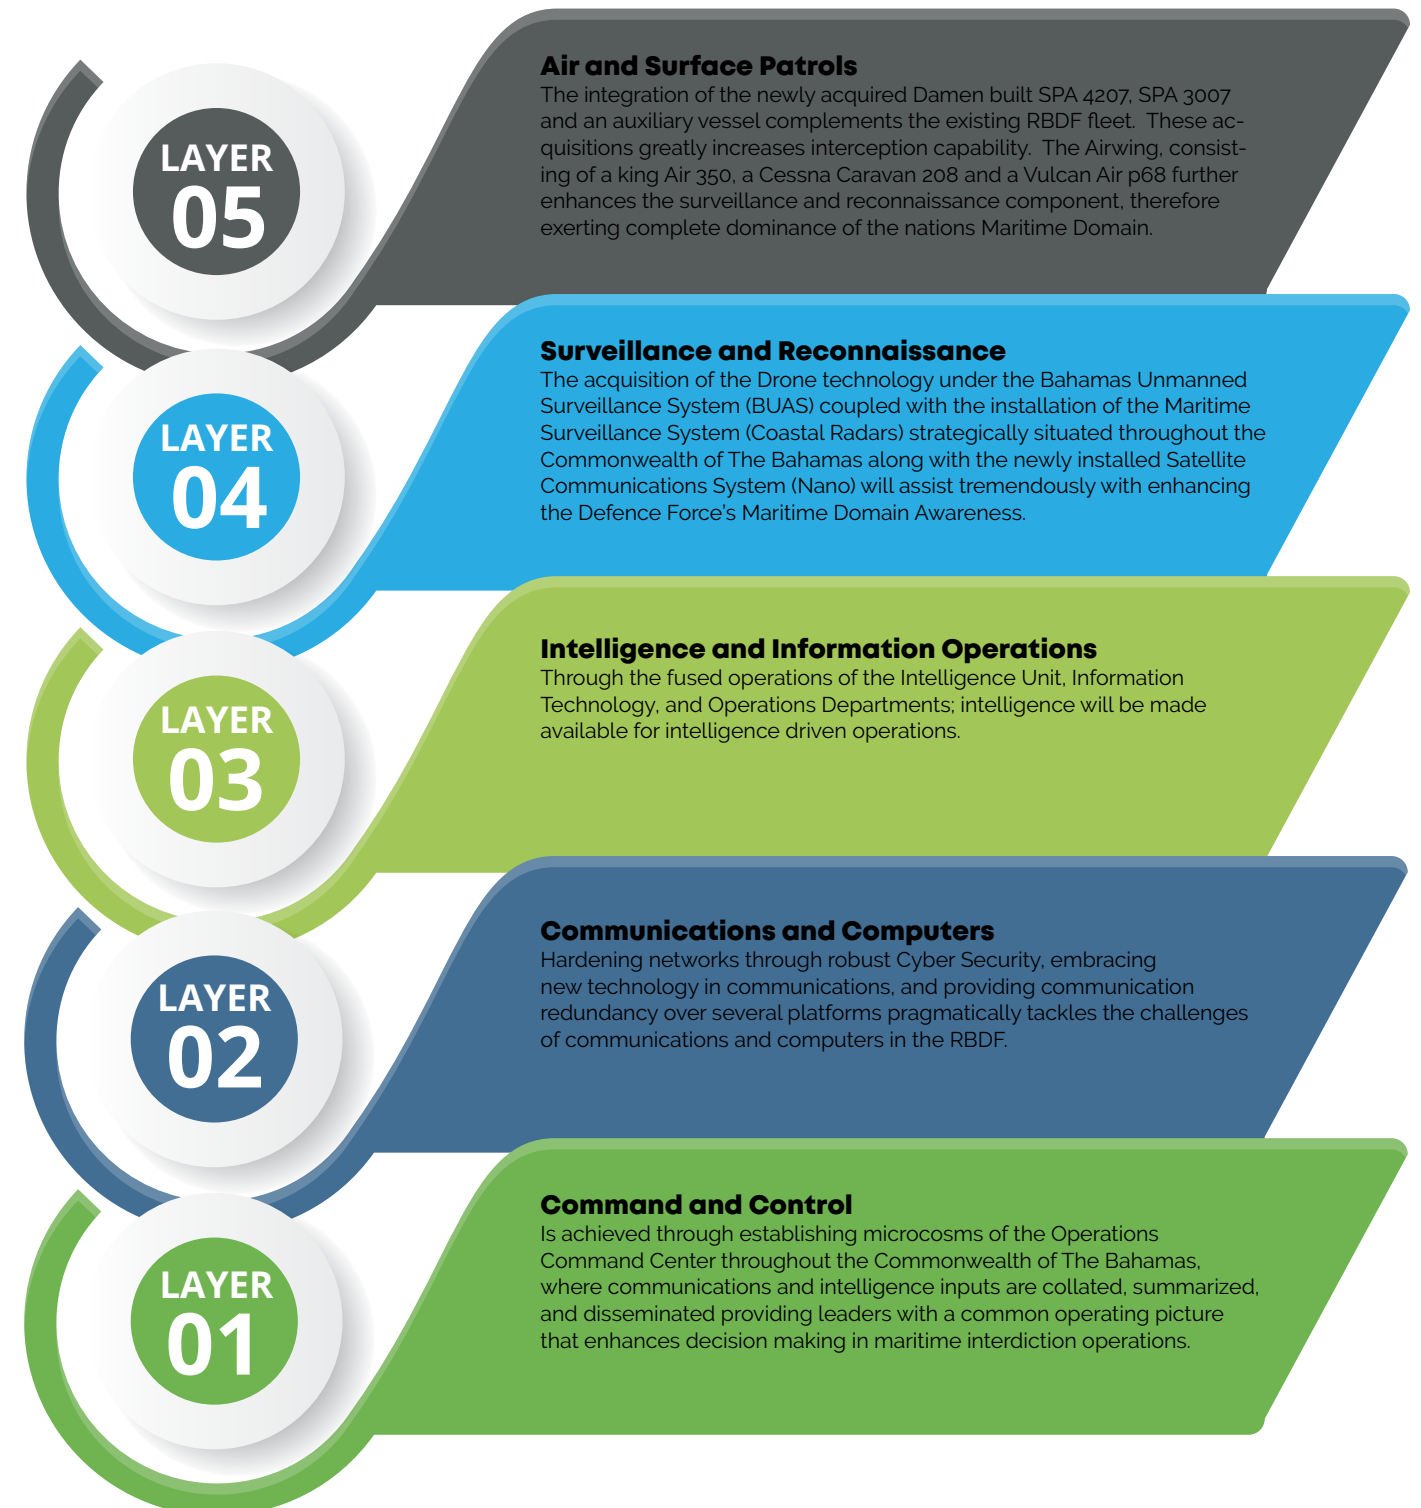 LAYER
05
Air and Surface Patrols
The integration of the newly acquired Damen built SPA 4207, SPA 3007
and an auxiliary vessel complements the existing RBDF fleet.  These ac-
quisitions greatly increases interception capability.  The Airwing, consist-
ing of a king Air 350, a Cessna Caravan 208 and a Vulcan Air p68 further
enhances the surveillance and reconnaissance component, therefore
exerting complete dominance of the nations Maritime Domain.
LAYER
04
Surveillance and Reconnaissance
The acquisition of the Drone technology under the Bahamas Unmanned
Surveillance System (BUAS) coupled with the installation of the Maritime
Surveillance System (Coastal Radars) strategically situated throughout the
Commonwealth of The Bahamas along with the newly installed Satellite
Communications System (Nano) will assist tremendously with enhancing
the Defence Force’s Maritime Domain Awareness.
LAYER
03
Intelligence and Information Operations
Through the fused operations of the Intelligence Unit, Information
Technology, and Operations Departments; intelligence will be made
available for intelligence driven operations.
LAYER
02
Communications and Computers
Hardening networks through robust Cyber Security, embracing
new technology in communications, and providing communication
redundancy over several platforms pragmatically tackles the challenges
of communications and computers in the RBDF.
LAYER
01
Command and Control
Is achieved through establishing microcosms of the Operations
Command Center throughout the Commonwealth of The Bahamas,
where communications and intelligence inputs are collated, summarized,
and disseminated providing leaders with a common operating picture
that enhances decision making in maritime interdiction operations.